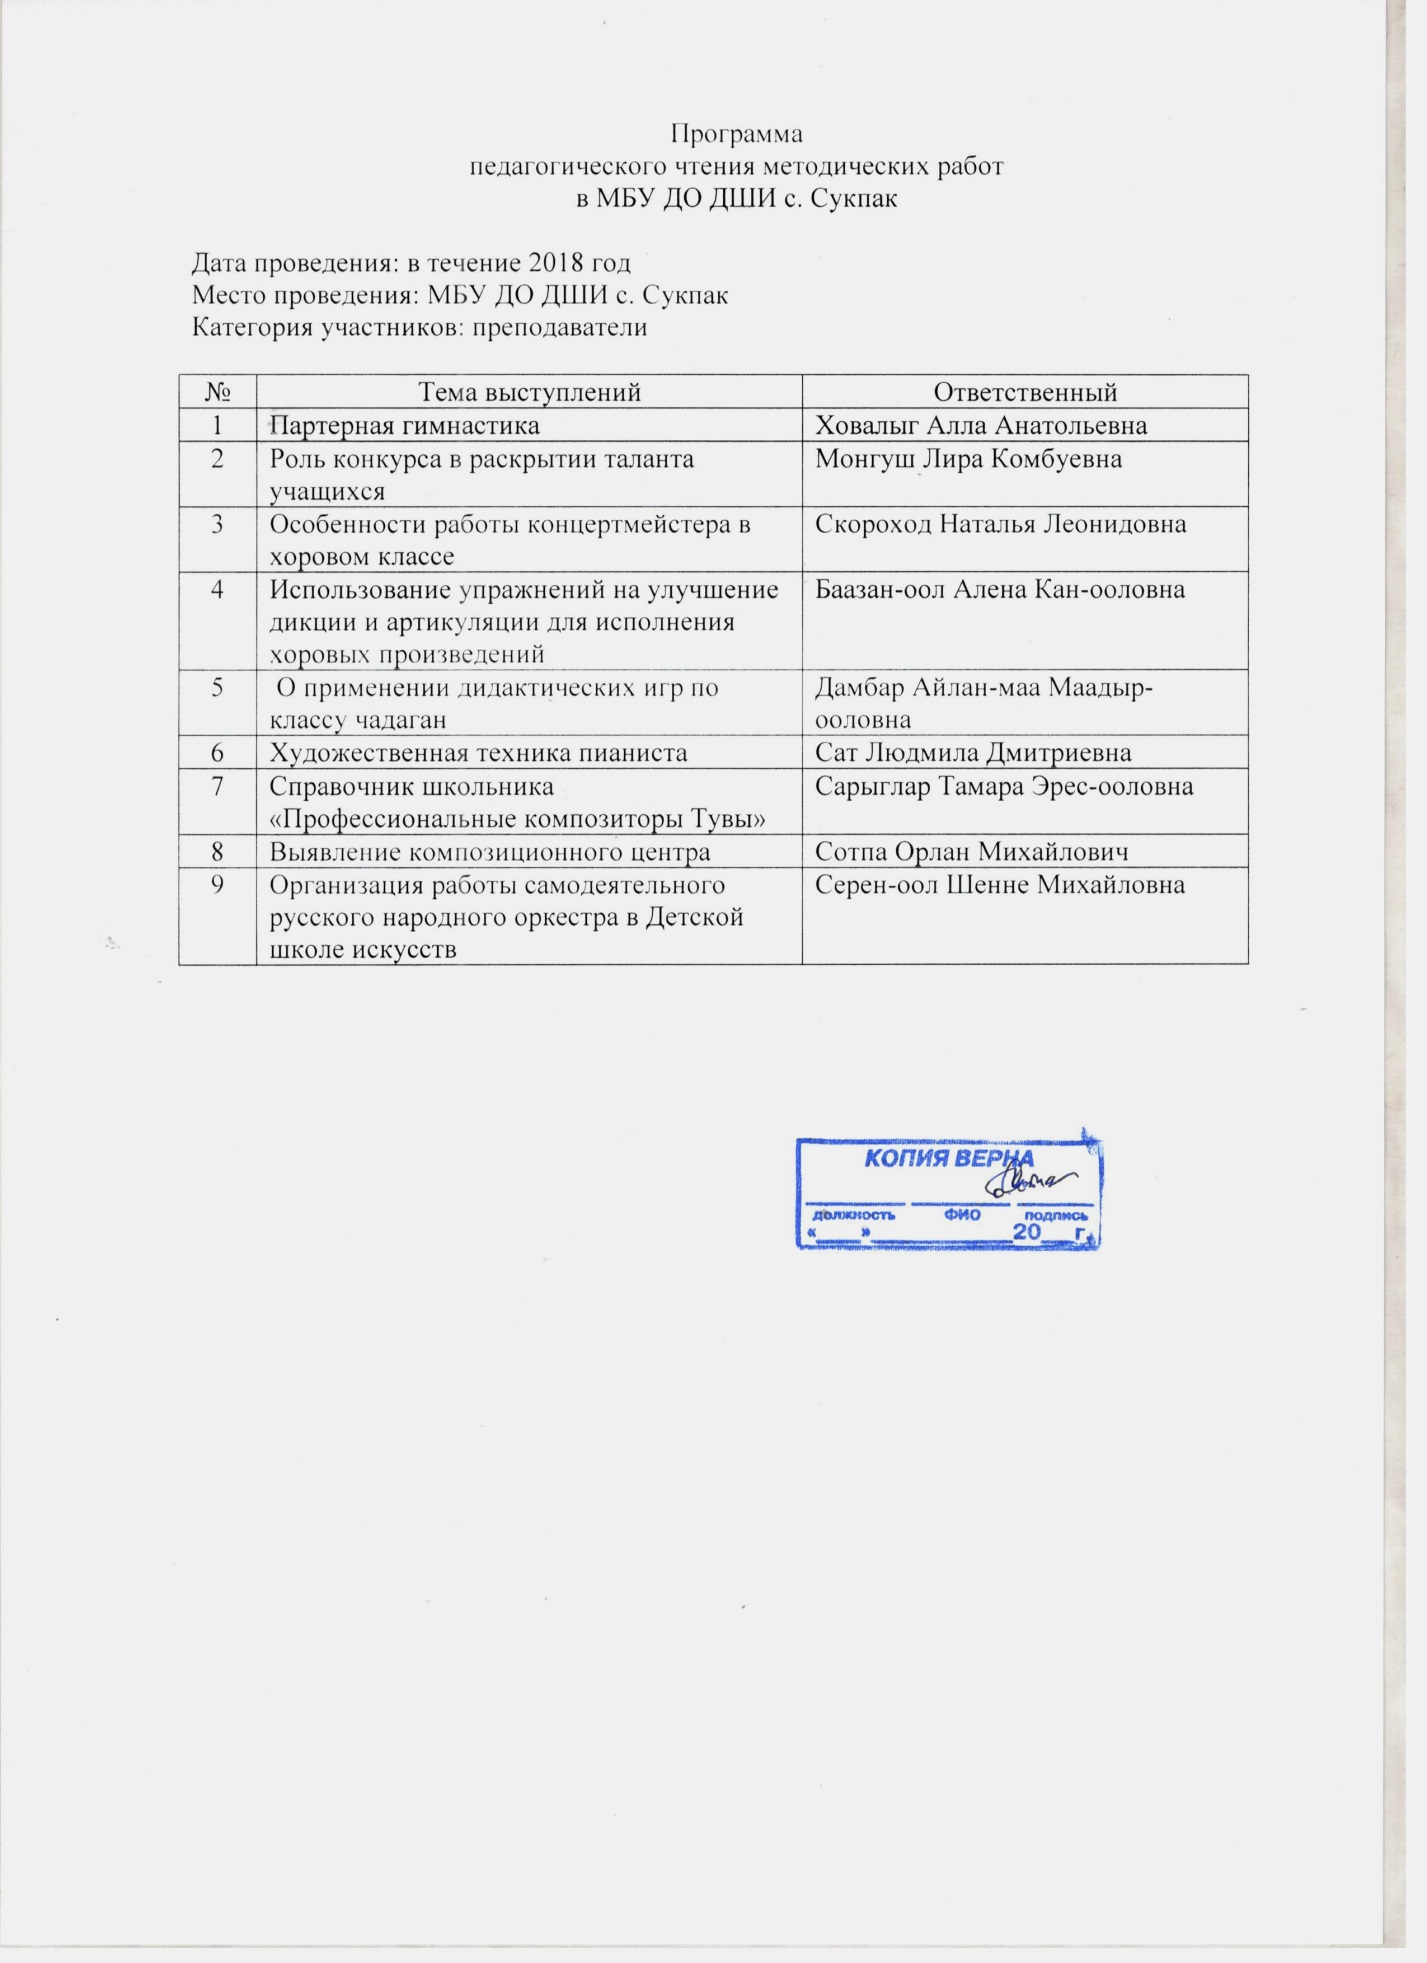 Программа
педагогического чтения методических работ
в МБУ ДО ДШИ с. Сукпак
Дата проведения: в течение 2018 год
Место проведения: МБУ ДО ДШИ с. Сукпак
Категория участников: преподаватели
№ Тема выступлений Ответственный
1 Партерная гимнастика Ховалыг Алла Анатольевна
2 Роль конкурса в раскрытии таланта Монгуш Лира Комбуевна
учащихся
3 Особенности работы концертмейстера в Скороход Наталья Леонидовна
хоровом классе
4 Использование упражнений на улучшение Баазан-оол Алена Кан-ооловна
дикции и артикуляции для исполнения
хоровых произведений
5 О применении дидактических игр по Дамбар Айлан-маа Маадыр-
классу чадаган ооловна
6 Художественная техника пианиста Сат Людмила Дмитриевна
7 Справочник школьника Сарыглар Тамара Эрес-ооловна
«Профессиональные композиторы Тувы»
8 Выявление композиционного центра Сотпа Орлан Михайлович
9 Организация работы самодеятельного Серен-оол Шенне Михайловна
русского народного оркестра в Детской
школе искусств
КОПИЯ ВЕРНА
должность ФИО подпись
«___»__________20__г.